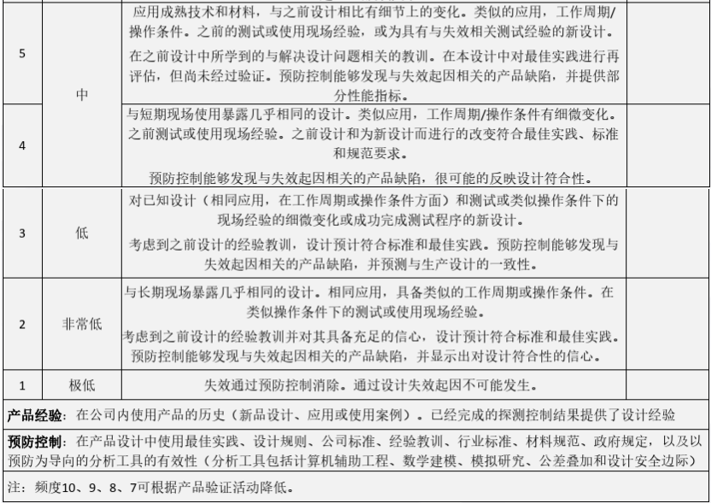 5
中
应用成熟技术和材料，与之前设计相比有细节上的变化。类似的应用，工作周期/
操作条件。之前的测试或使用现场经验，或为具有与失效相关测试经验的新设计。
在之前设计中所学到的与解决设计问题相关的教训。在本设计中对最佳实践进行再
评估，但尚未经过验证。预防控制能够发现与失效起因相关的产品缺陷，并提供部
分性能指标。
4
与短期现场使用暴露几乎相同的设计。类似应用，工作周期/操作条件有细微变化。
之前测试或使用现场经验。之前设计和为新设计而进行的改变符合最佳实践、标准
和规范要求。
预防控制能够发现与失效起因相关的产品缺陷，很可能的反映设计符合性。
3
低
对已知设计（相同应用，在工作周期或操作条件方面）和测试或类似操作条件下的
现场经验的细微变化或成功完成测试程序的新设计。
考虑到之前设计的经验教训，设计预计符合标准和最佳实践。预防控制能够发现与
失效起因相关的产品缺陷，并预测与生产设计的一致性。
2
非常低
与长期现场暴露几乎相同的设计。相同应用，具备类似的工作周期或操作条件。在
类似操作条件下的测试或使用现场经验。
考虑到之前设计的经验教训并对其具备充足的信心，设计预计符合标准和最佳实践。
预防控制能够发现与失效起因相关的产品缺陷，并显示出对设计符合性的信心。
1
极低
失效通过预防控制消除。通过设计失效起因不可能发生。
产品经验：在公司内使用产品的历史（新品设计、应用或使用案例）。已经完成的探测控制结果提供了设计经验
预防控制：在产品设计中使用最佳实践、设计规则、公司标准、经验教训、行业标准、材料规范、政府规定，以及以
预防为导向的分析工具的有效性（分析工具包括计算机辅助工程、数学建模、模拟研究、公差叠加和设计安全边际）
注：频度10、9、8、7可根据产品验证活动降低。